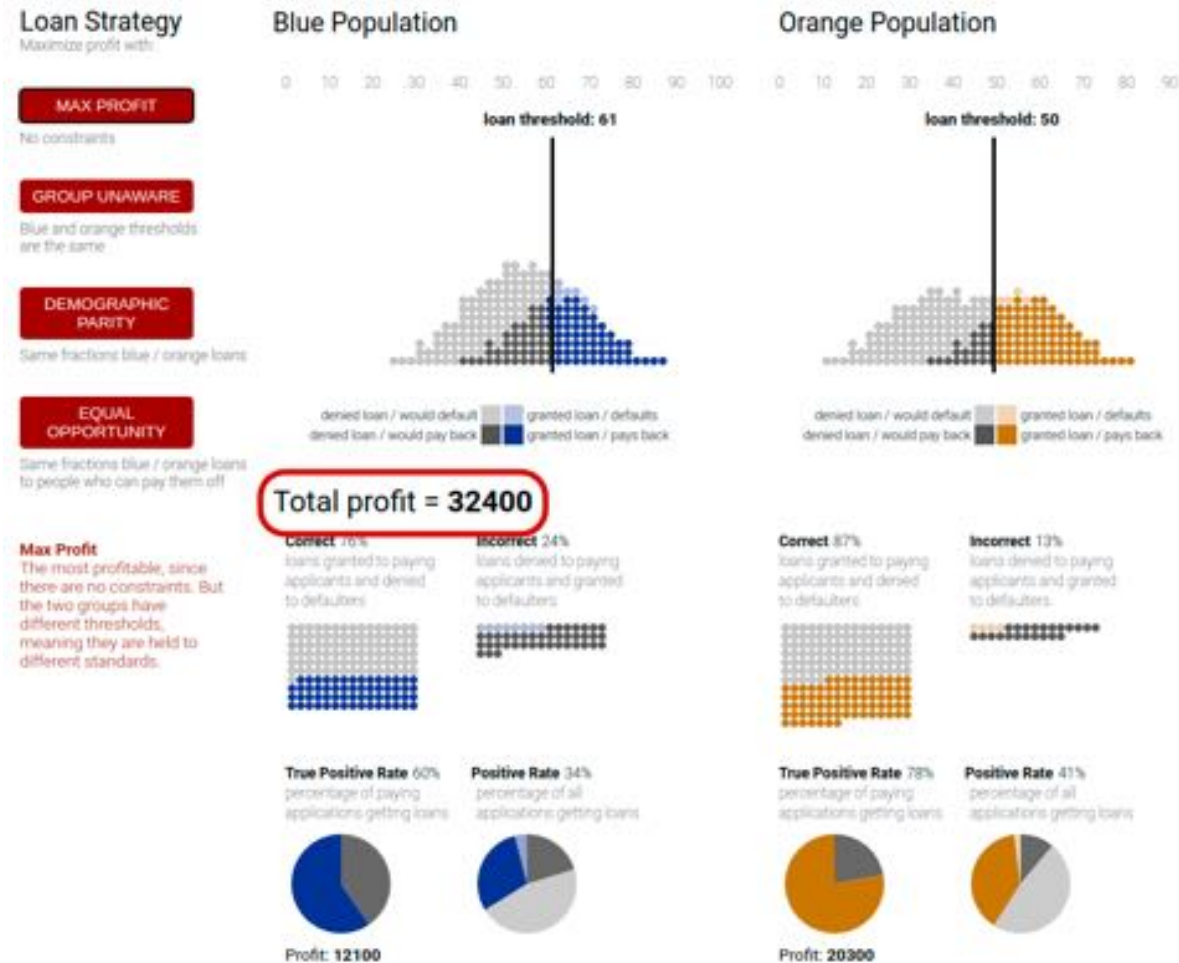 Loan Strategy
Maximize profit with:
MAX PROFIT
No constraints
GROUP UNAWARE
Blue and orange thresholds
are the same
DEMOGRAPHIC
PARITY
Same fractions blue / orange loans
EQUAL
OPPORTUNITY
Same fractions blue / orange loans
to people who can pay them off
Max Profit
The most profitable, since
there are no constraints. But
the two groups have
different thresholds,
meaning they are held to
different standards.
Blue Population
0 10 20 30 40 50 60 70 80 90 100
loan threshold: 61
denied loan / would default granted loan / defaults
denied loan / would pay back granted loan / pays back
Total profit = 32400
Correct 76%
loans granted to paying
applicants and denied
to defaulters
Incorrect 24%
loans denied to paying
applicants and granted
to defaulters
True Positive Rate 60%
percentage of paying
applications getting loans
Positive Rate 34%
percentage of all
applications getting loans
Profit: 12100
Orange Population
0 10 20 30 40 50 60 70 80 90
loan threshold: 50
denied loan / would default granted loan / defaults
denied loan / would pay back granted loan / pays back
Correct 87%
loans granted to paying
applicants and denied
to defaulters
Incorrect 13%
loans denied to paying
applicants and granted
to defaulters
True Positive Rate 78%
percentage of paying
applications getting loans
Positive Rate 41%
percentage of all
applications getting loans
Profit: 20300